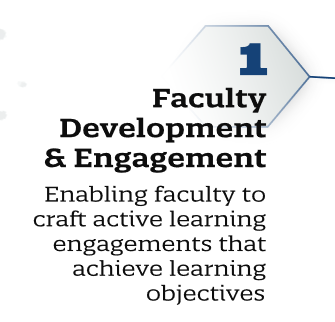 1
Faculty
Development
& Engagement
Enabling faculty to
craft active learning
engagements that
achieve learning
objectives